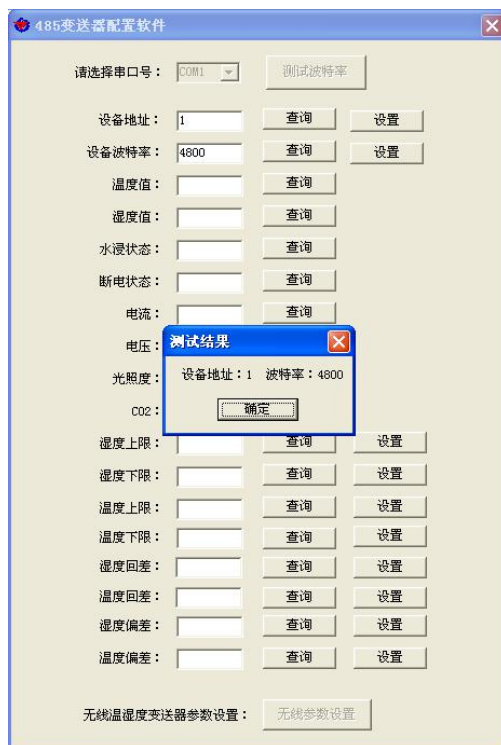 485变送器配置软件
请选择串口号： COM1 测试波特率
设备地址： 1 查询 设置
设备波特率： 4800 查询 设置
温度值： 查询
湿度值： 查询
水浸状态： 查询
断电状态： 查询
电流： 查询
电压：
测试结果
光照度：
设备地址：1 波特率：4800
CO2：
确定
湿度上限： 查询 设置
湿度下限： 查询 设置
温度上限： 查询 设置
温度下限： 查询 设置
湿度回差： 查询 设置
温度回差： 查询 设置
湿度偏差： 查询 设置
温度偏差： 查询 设置
无线温湿度变送器参数设置： 无线参数设置